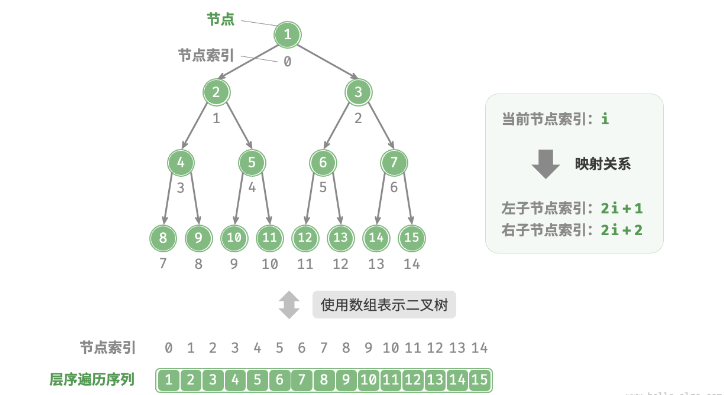 节点
1
节点索引
0
2
3
1
2
4
5
6
7
3
4
5
6
8 9 10 11 12 13 14 15
7 8 9 10 11 12 13 14
当前节点索引：i
映射关系
左子节点索引：2i+1
右子节点索引：2i+2
使用数组表示二叉树
节点索引 0 1 2 3 4 5 6 7 8 9 10 11 12 13 14
层序遍历序列 1 2 3 4 5 6 7 8 9 10 11 12 13 14 15